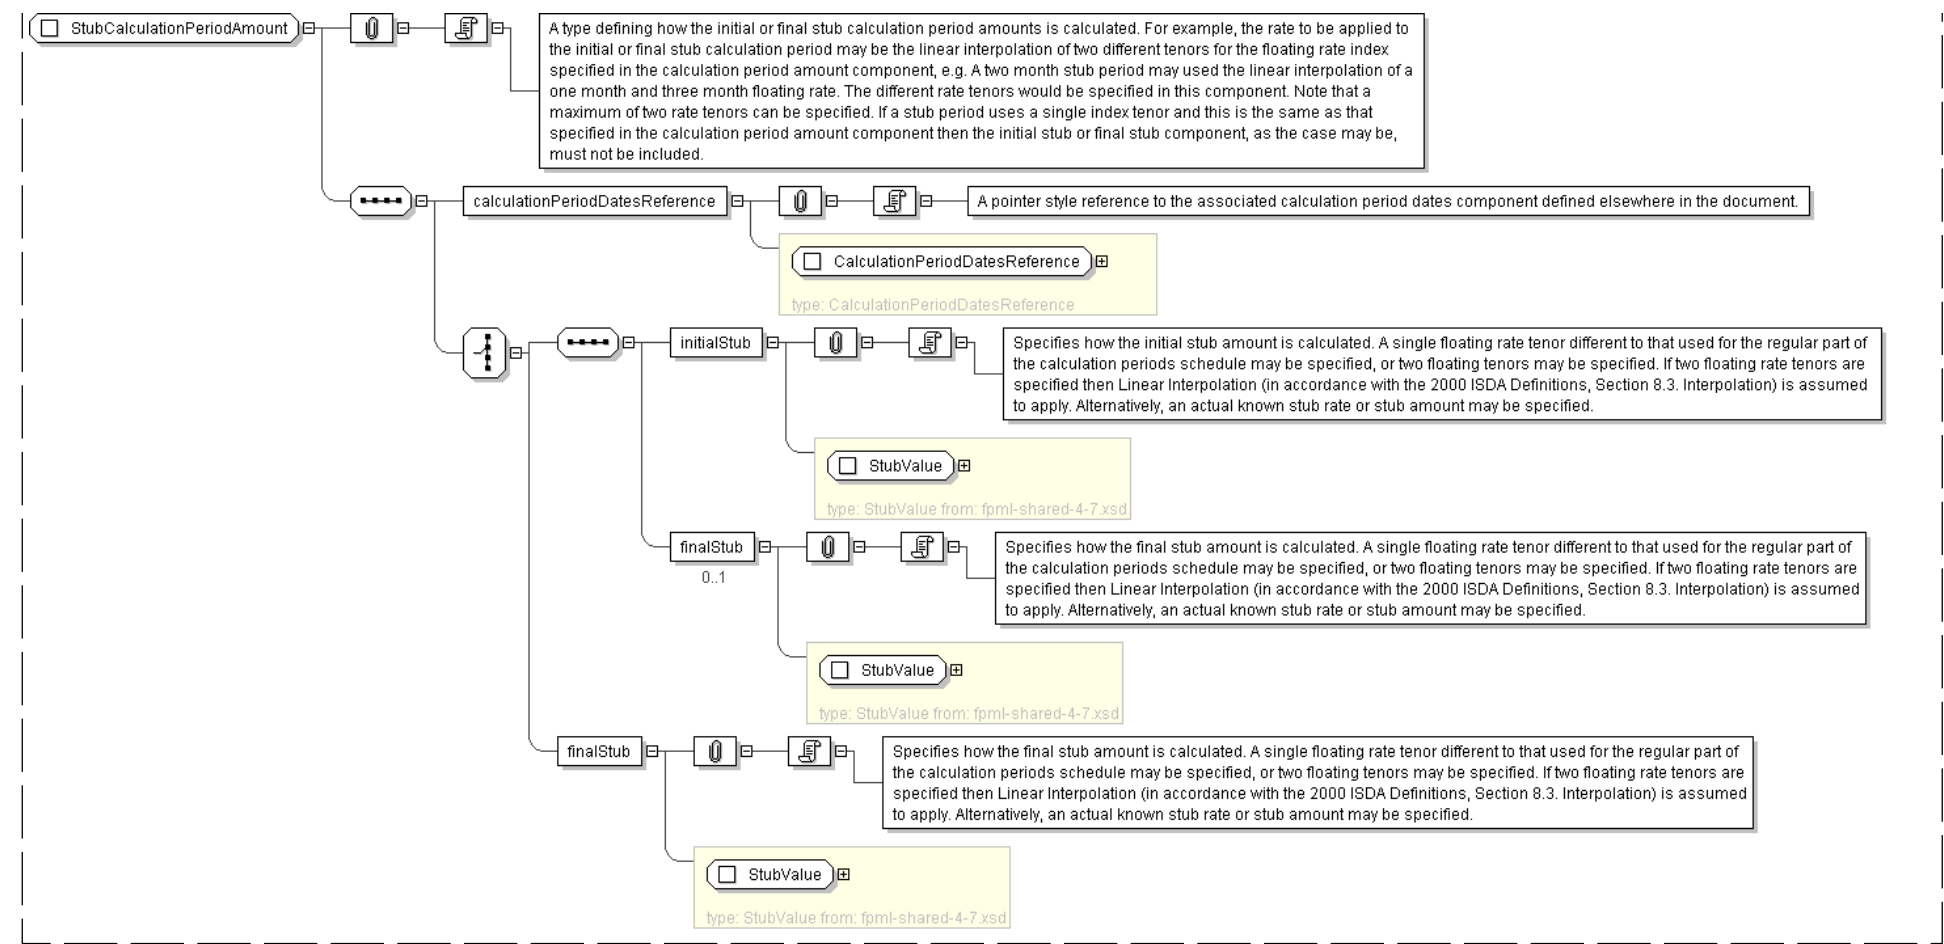 StubCalculationPeriodAmount
A type defining how the initial or final stub calculation period amounts is calculated. For example, the rate to be applied to
the initial or final stub calculation period may be the linear interpolation of two different tenors for the floating rate index
specified in the calculation period amount component, e.g. A two month stub period may used the linear interpolation of a
one month and three month floating rate. The different rate tenors would be specified in this component. Note that a
maximum of two rate tenors can be specified. If a stub period uses a single index tenor and this is the same as that
specified in the calculation period amount component then the initial stub or final stub component, as the case may be,
must not be included.
calculationPeriodDatesReference
A pointer style reference to the associated calculation period dates component defined elsewhere in the document.
CalculationPeriodDatesReference
type: CalculationPeriodDatesReference
initialStub
Specifies how the initial stub amount is calculated. A single floating rate tenor different to that used for the regular part of
the calculation periods schedule may be specified, or two floating tenors may be specified. If two floating rate tenors are
specified then Linear Interpolation (in accordance with the 2000 ISDA Definitions, Section 8.3. Interpolation) is assumed
to apply. Alternatively, an actual known stub rate or stub amount may be specified.
StubValue
type: StubValue from: fpml-shared-4-7.xsd
finalStub
0..1
Specifies how the final stub amount is calculated. A single floating rate tenor different to that used for the regular part of
the calculation periods schedule may be specified, or two floating tenors may be specified. If two floating rate tenors are
specified then Linear Interpolation (in accordance with the 2000 ISDA Definitions, Section 8.3. Interpolation) is assumed
to apply. Alternatively, an actual known stub rate or stub amount may be specified.
StubValue
type: StubValue from: fpml-shared-4-7.xsd
finalStub
Specifies how the final stub amount is calculated. A single floating rate tenor different to that used for the regular part of
the calculation periods schedule may be specified, or two floating tenors may be specified. If two floating rate tenors are
specified then Linear Interpolation (in accordance with the 2000 ISDA Definitions, Section 8.3. Interpolation) is assumed
to apply. Alternatively, an actual known stub rate or stub amount may be specified.
StubValue
type: StubValue from: fpml-shared-4-7.xsd